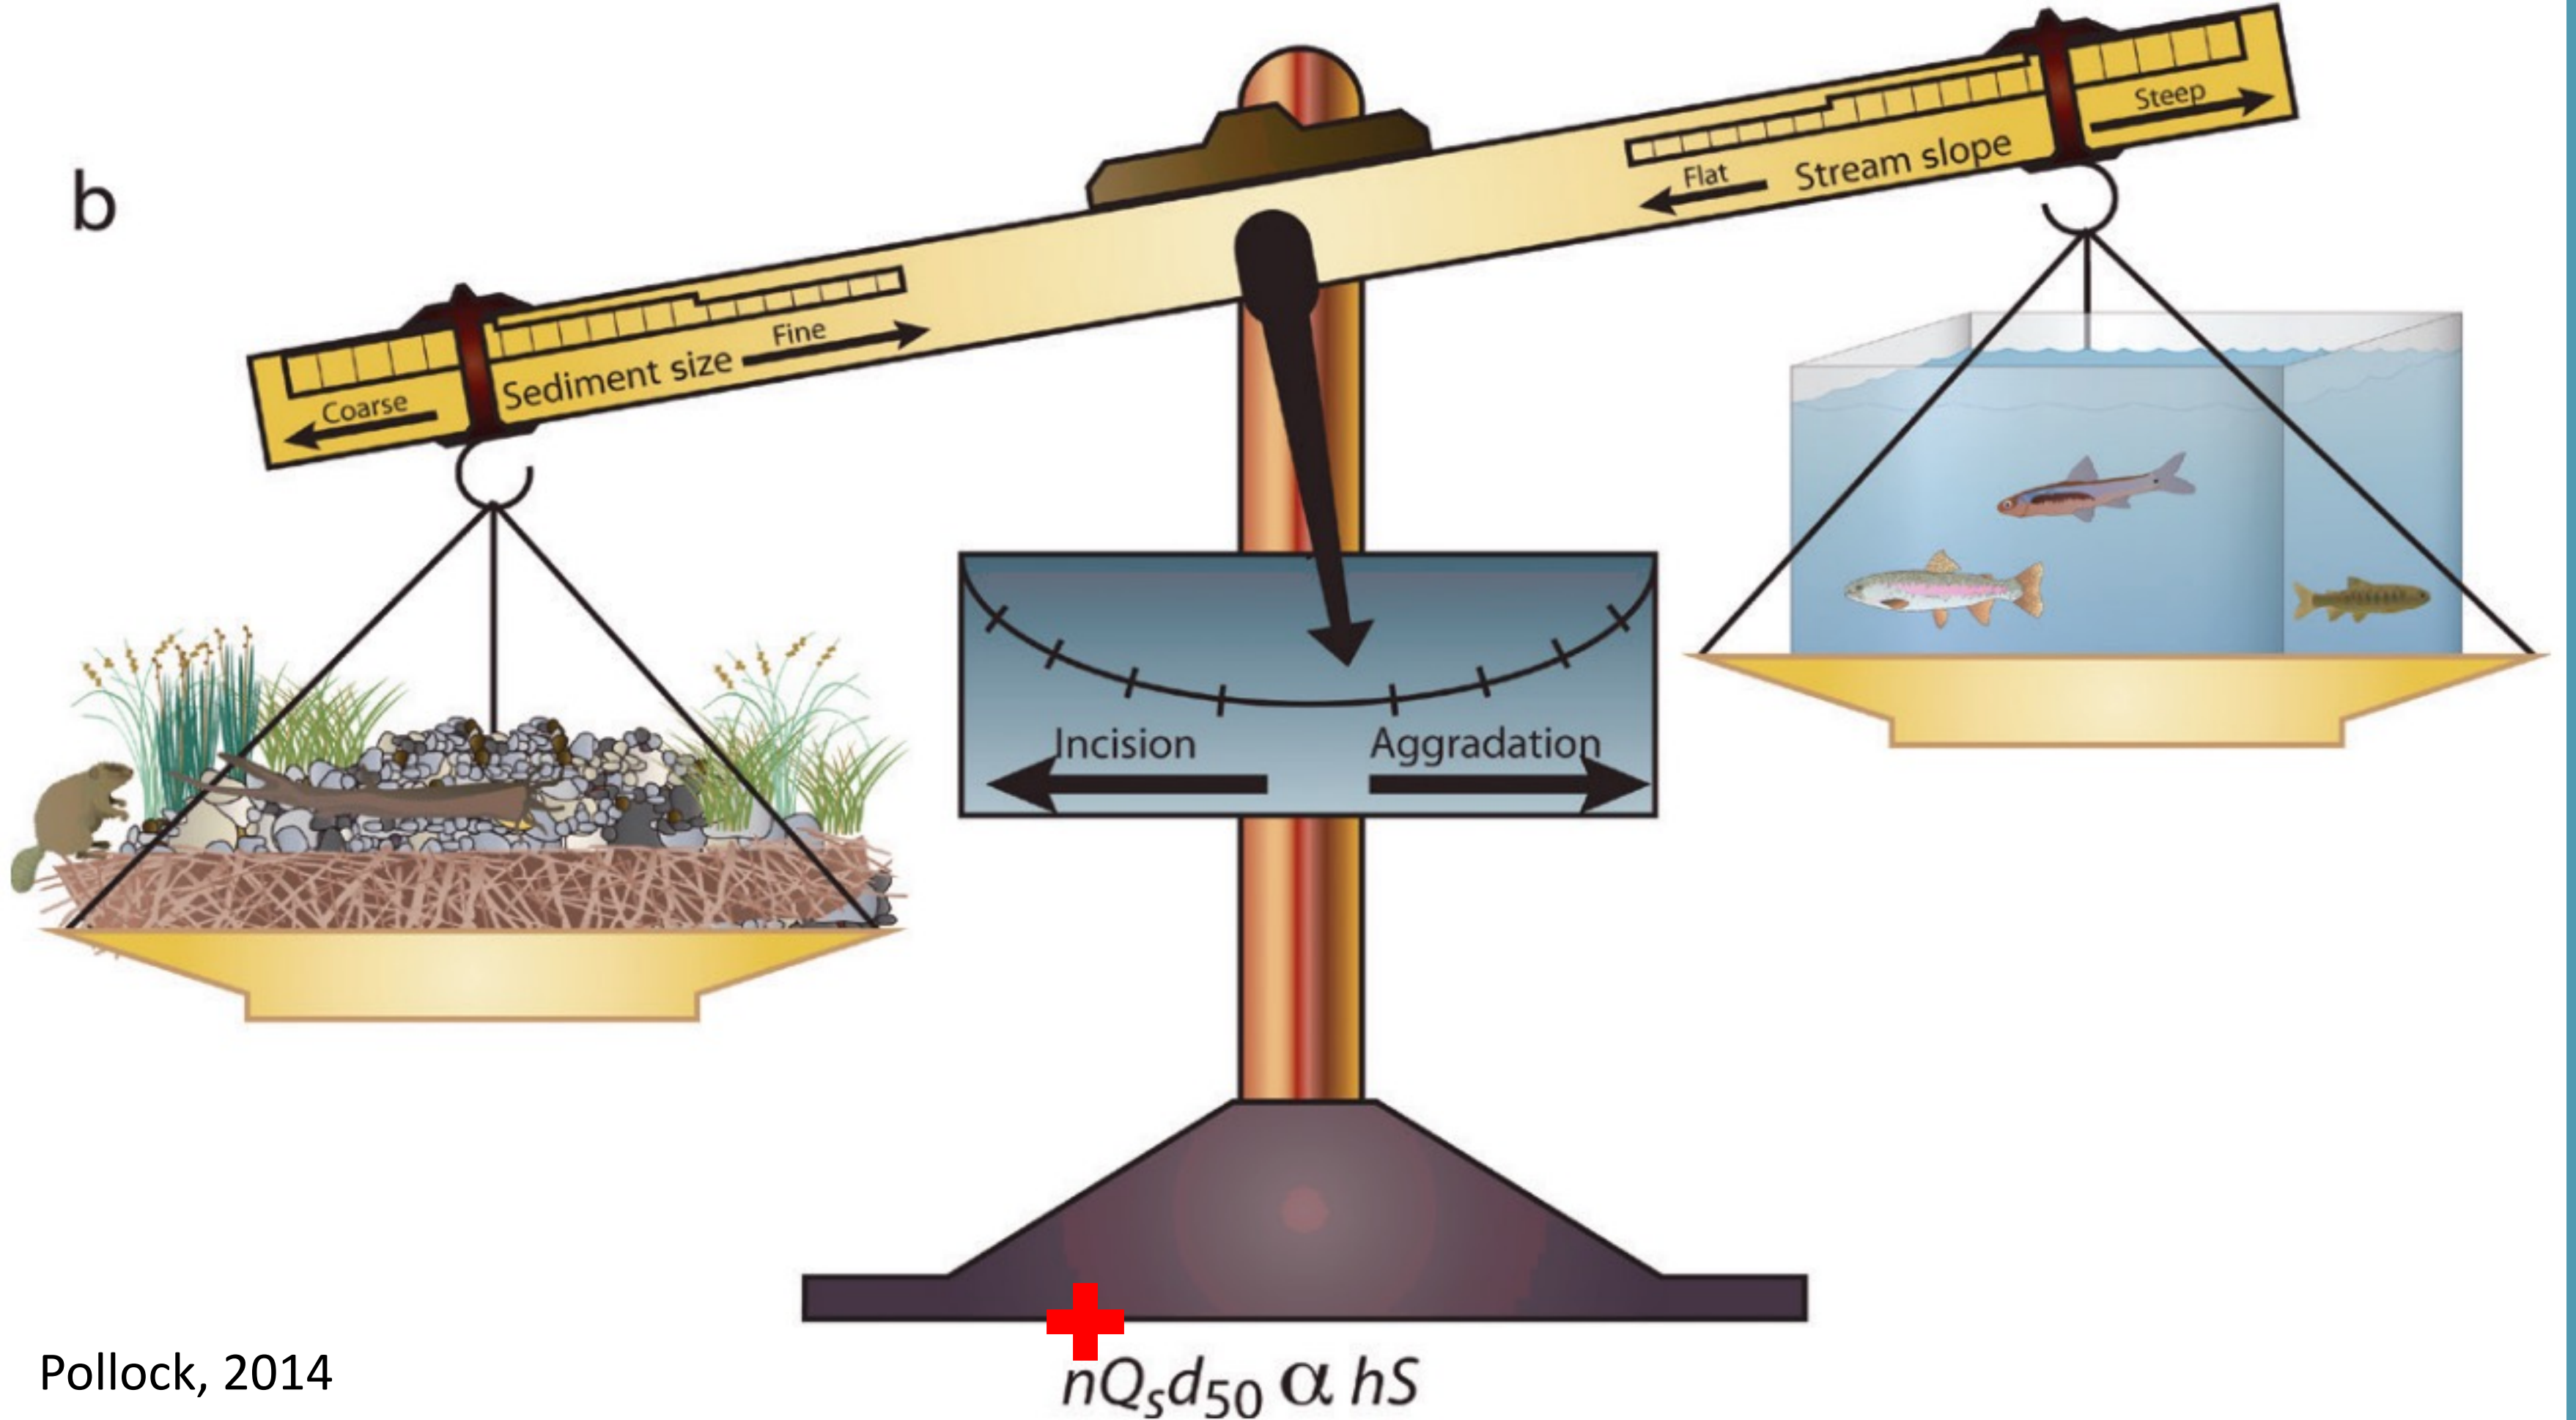 b
Steep
Flat
Stream slope
Fine
Sediment size
Coarse
Incision
Aggradation
nQsd50 α hS
Pollock, 2014